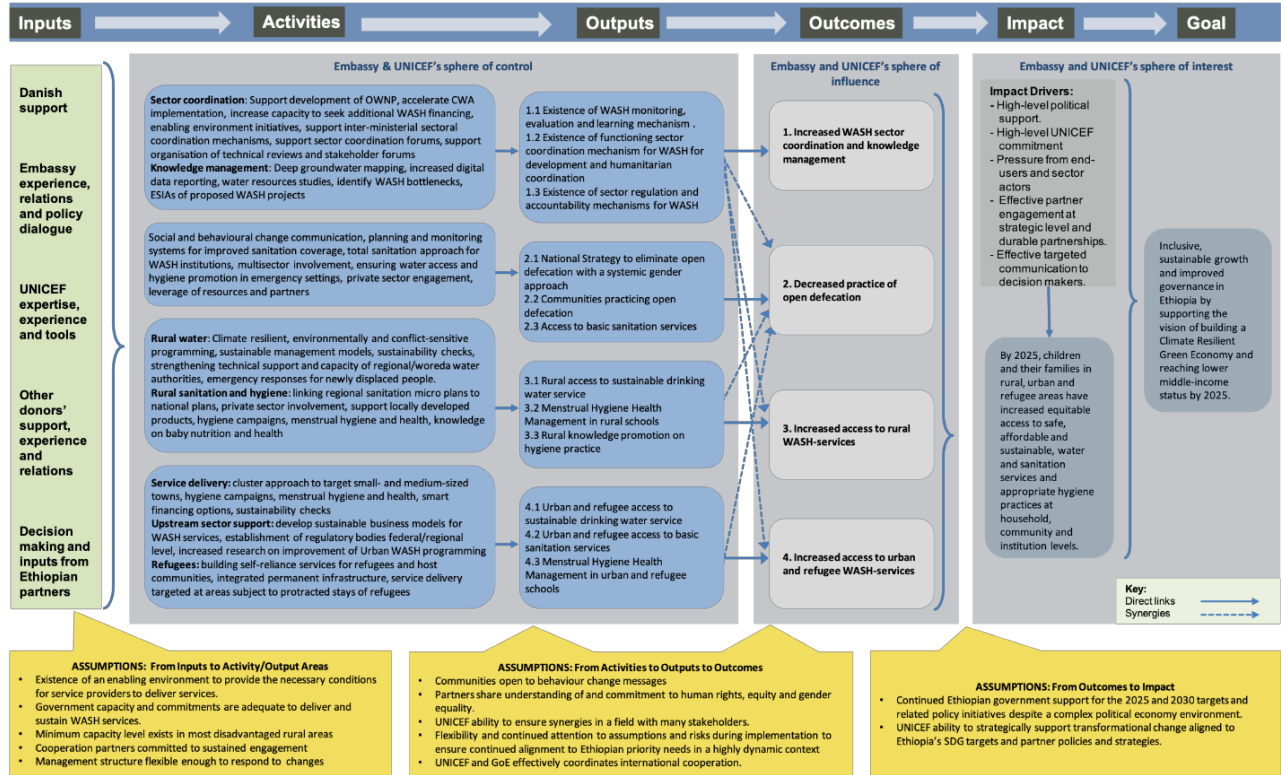 Inputs
Activities
Outputs
Outcomes
Impact
Goal
Danish
support
Embassy
experience,
relations
and policy
dialogue
UNICEF
expertise,
experience
and tools
Other
donors'
support,
experience
and
relations
Decision
making and
inputs from
Ethiopian
partners
Embassy & UNICEF's sphere of control
Sector coordination: Support development of OWNP, accelerate CWA
implementation, increase capacity to seek additional WASH financing,
enabling environment initiatives, support inter-ministerial sectoral
coordination mechanisms, support sector coordination forums, support
organisation of technical reviews and stakeholder forums
Knowledge management: Deep groundwater mapping, increased digital
data reporting, water resources studies, identify WASH bottlenecks,
ESIAs of proposed WASH projects
Social and behavioural change communication, planning and monitoring
systems for improved sanitation coverage, total sanitation approach for
WASH institutions, multisector involvement, ensuring water access and
hygiene promotion in emergency settings, private sector engagement,
leverage of resources and partners
Rural water: Climate resilient, environmentally and conflict-sensitive
programming, sustainable management models, sustainability checks,
strengthening technical support and capacity of regional/woreda water
authorities, emergency responses for newly displaced people.
Rural sanitation and hygiene: linking regional sanitation micro plans to
national plans, private sector involvement, support locally developed
products, hygiene campaigns, menstrual hygiene and health, knowledge
on baby nutrition and health
Service delivery: cluster approach to target small- and medium-sized
towns, hygiene campaigns, menstrual hygiene and health, smart
financing options, sustainability checks
Upstream sector support: develop sustainable business models for
WASH services, establishment of regulatory bodies federal/regional
level, increased research on improvement of Urban WASH programming
Refugees: building self-reliance services for refugees and host
communities, integrated permanent infrastructure, service delivery
targeted at areas subject to protracted stays of refugees
1.1 Existence of WASH monitoring,
evaluation and learning mechanism .
1.2 Existence of functioning sector
coordination mechanism for WASH for
development and humanitarian
coordination
1.3 Existence of sector regulation and
accountability mechanisms for WASH
2.1 National Strategy to eliminate open
defecation with a systemic gender
approach
2.2 Communities practicing open
defecation
2.3 Access to basic sanitation services
3.1 Rural access to sustainable drinking
water service
3.2 Menstrual Hygiene Health
Management in rural schools
3.3 Rural knowledge promotion on
hygiene practice
4.1 Urban and refugee access to
sustainable drinking water service
4.2 Urban and refugee access to basic
sanitation services
4.3 Menstrual Hygiene Health
Management in urban and refugee
schools
Embassy and UNICEF's sphere of
influence
1. Increased WASH sector
coordination and knowledge
management
2. Decreased practice of
open defecation
3. Increased access to rural
WASH-services
4. Increased access to urban
and refugee WASH-services
Embassy and UNICEF's sphere of interest
Impact Drivers:
- High-level political
support.
- High-level UNICEF
commitment
- Pressure from end-
users and sector
actors
- Effective partner
engagement at
strategic level and
durable partnerships.
- Effective targeted
communication to
decision makers.
By 2025, children
and their families in
rural, urban and
refugee areas have
increased equitable
access to safe,
affordable and
sustainable, water
and sanitation
services and
appropriate hygiene
practices at
household,
community and
institution levels.
Inclusive,
sustainable growth
and improved
governance in
Ethiopia by
supporting the
vision of building a
Climate Resilient
Green Economy and
reaching lower
middle-income
status by 2025.
Key:
Direct links
Synergies
ASSUMPTIONS: From Inputs to Activity/Output Areas
• Existence of an enabling environment to provide the necessary conditions
for service providers to deliver services.
• Government capacity and commitments are adequate to deliver and
sustain WASH services.
• Minimum capacity level exists in most disadvantaged rural areas
• Cooperation partners committed to sustained engagement
• Management structure flexible enough to respond to changes
ASSUMPTIONS: From Activities to Outputs to Outcomes
• Communities open to behaviour change messages
• Partners share understanding of and commitment to human rights, equity and gender
equality.
• UNICEF ability to ensure synergies in a field with many stakeholders.
• Flexibility and continued attention to assumptions and risks during implementation to
ensure continued alignment to Ethiopian priority needs in a highly dynamic context
• UNICEF and GoE effectively coordinates international cooperation.
ASSUMPTIONS: From Outcomes to Impact
• Continued Ethiopian government support for the 2025 and 2030 targets and
related policy initiatives despite a complex political economy environment.
• UNICEF ability to strategically support transformational change aligned to
Ethiopia's SDG targets and partner policies and strategies.